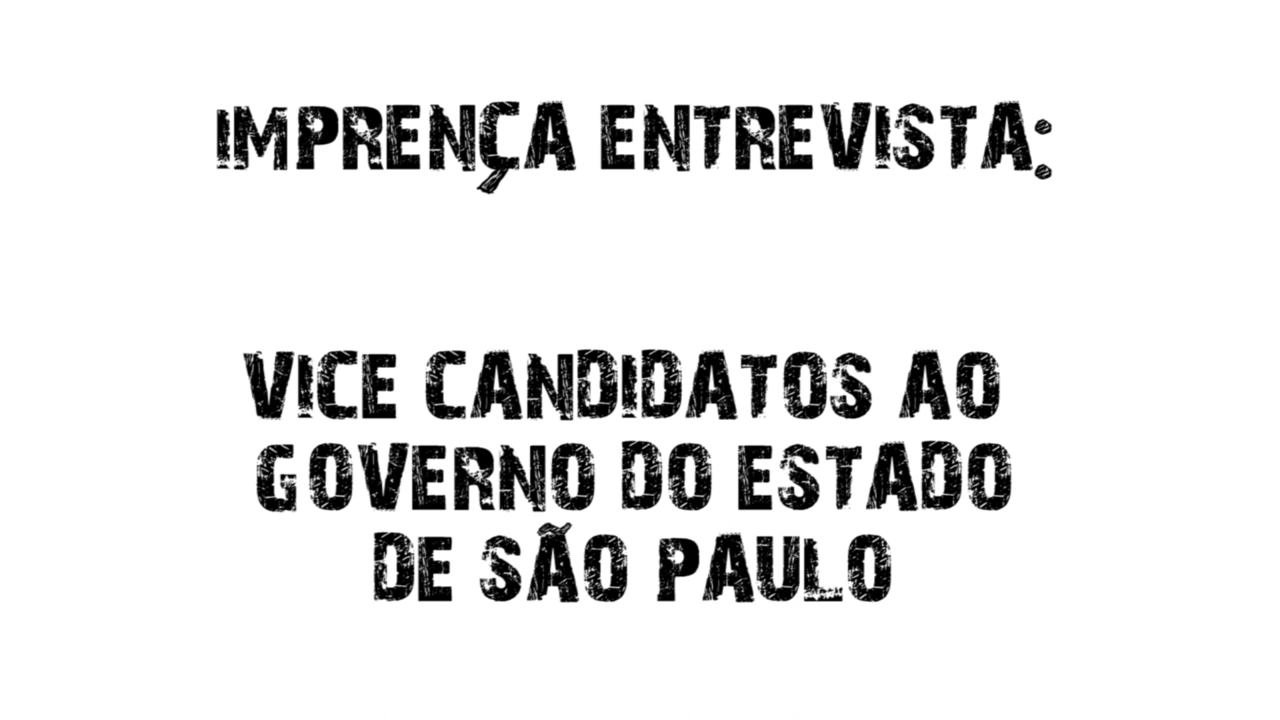 IMPRENÇA ENTREVISTA:
VICE CANDIDATOS AO
GOVERNO DO ESTADO
DE SÃO PAULO